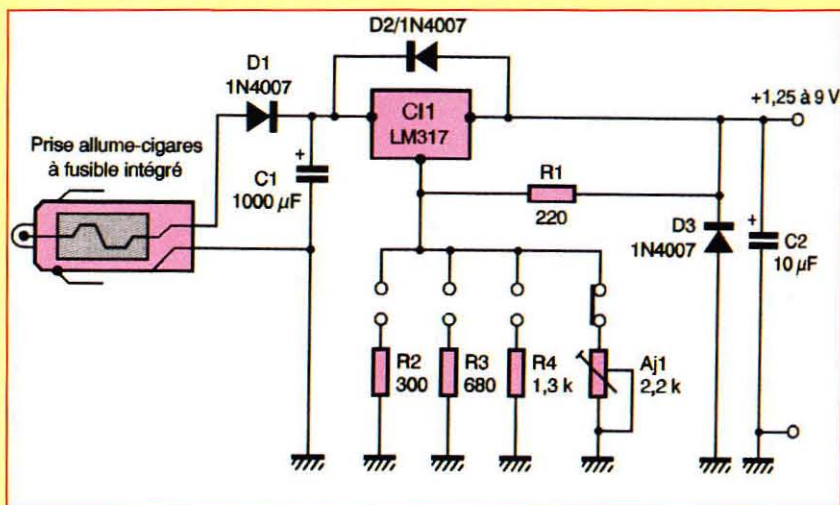 D2/1N4007
D1
1N4007
CI1
LM317
+1,25 à 9 V
Prise allume-cigares
à fusible intégré
+
C1
1000 µF
R1
220
D3
1N4007
+
C2
10 µF
R2
300
R3
680
R4
1,3 k
Aj1
2,2 k